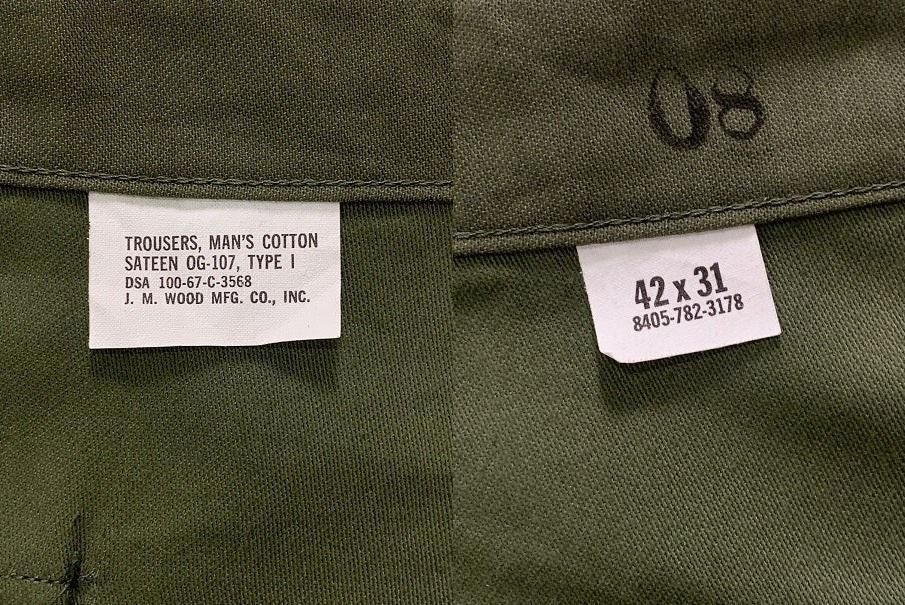 TROUSERS, MAN'S COTTON
SATEEN OG-107, TYPE I
DSA 100-67-C-3568
J. M. WOOD MFG. CO., INC.
08
42 x 31
8405-782-3178